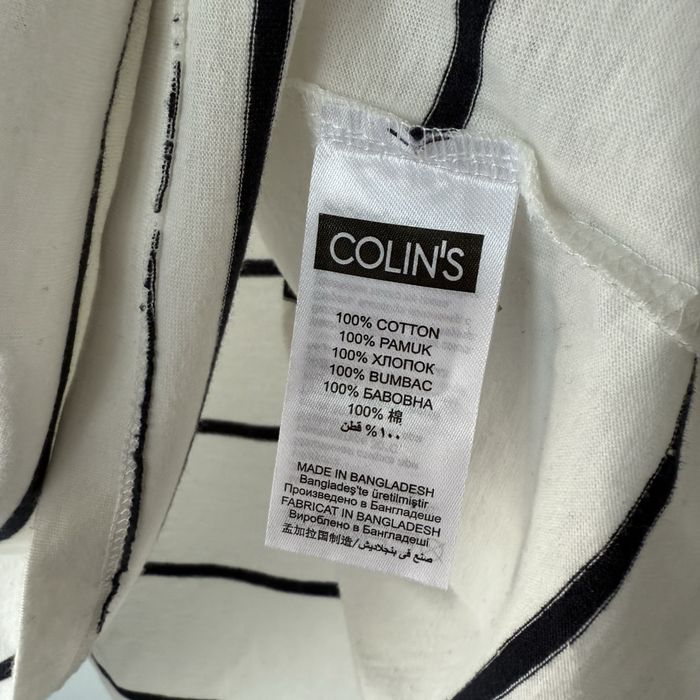 COLIN'S
100% COTTON
100% PAMUK
100% ХЛОПОК
100% BUMBAC
100% БАВОВНА
100% 棉
١٠٠% قطن
MADE IN BANGLADESH
Bangladeş'te üretilmiştir
Произведено в Бангладеше
FABRICAT IN BANGLADESH
Вироблено в Бангладеші
孟加拉国制造/صنع في بنجلاديش